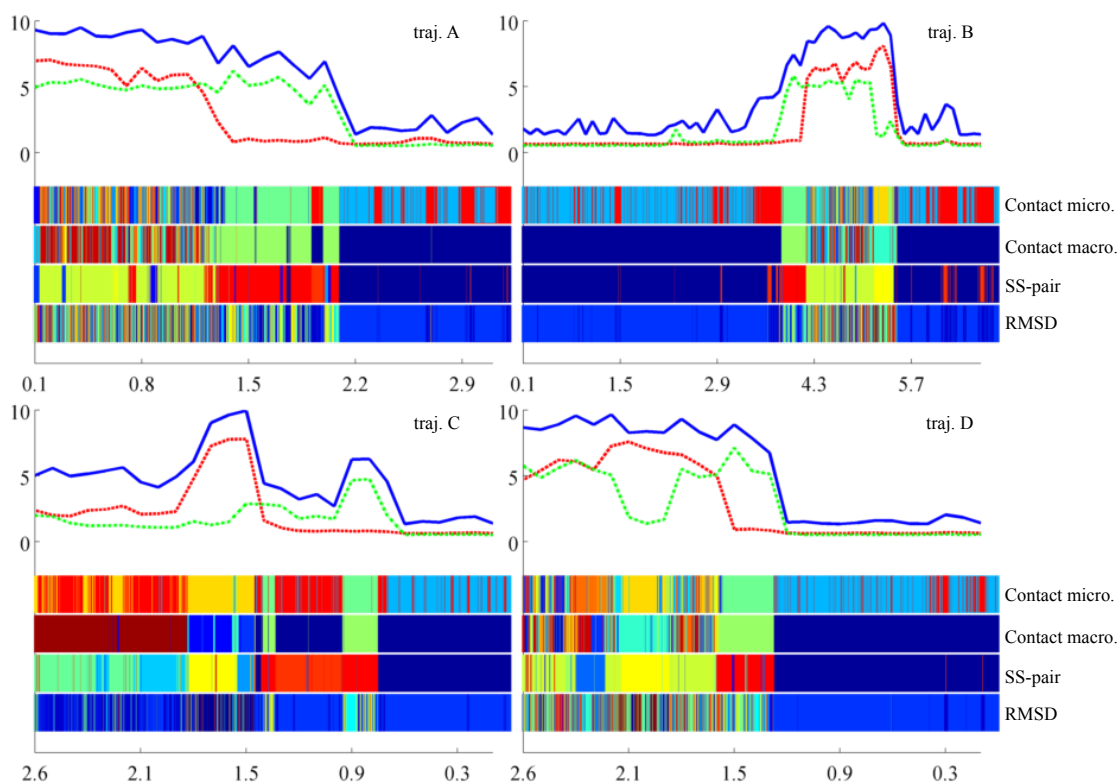 10 traj. A traj. B
5
0
10
5
0
Contact micro.
Contact macro.
SS-pair
RMSD
0.1 0.8 1.5 2.2 2.9
0.1 1.5 2.9 4.3 5.7
10 traj. C traj. D
5
0
10
5
0
Contact micro.
Contact macro.
SS-pair
RMSD
2.6 2.1 1.5 0.9 0.3
2.6 2.1 1.5 0.9 0.3